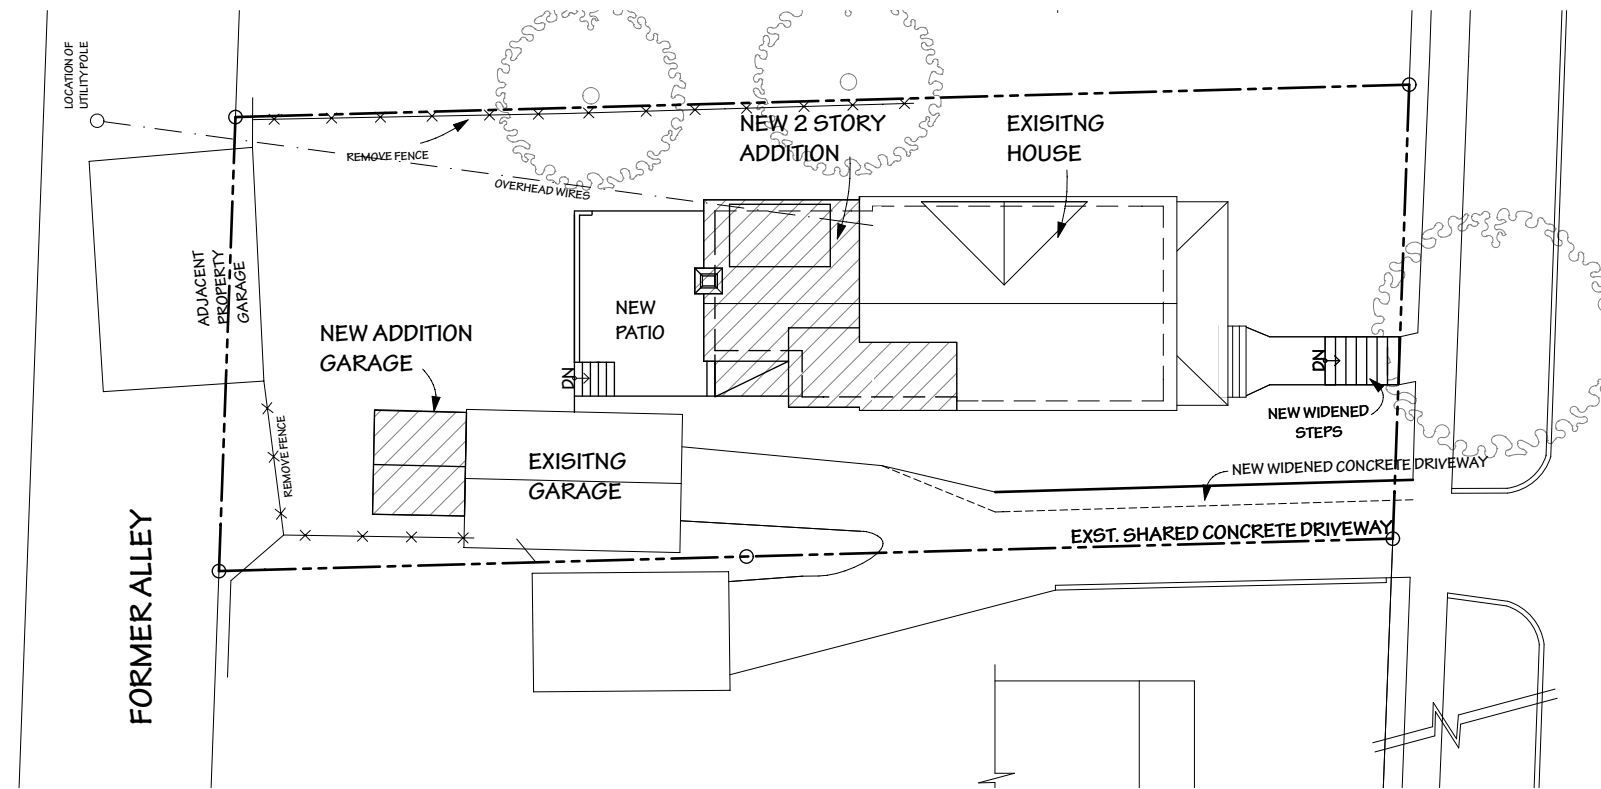 LOCATION OF
UTILITY POLE
REMOVE FENCE
OVERHEAD WIRES
NEW 2 STORY
ADDITION
EXISITNG
HOUSE
ADJACENT
PROPERTY
GARAGE
NEW
PATIO
NEW ADDITION
GARAGE
DN
DN
NEW WIDENED
STEPS
REMOVE FENCE
EXISITNG
GARAGE
NEW WIDENED CONCRETE DRIVEWAY
EXST. SHARED CONCRETE DRIVEWAY
FORMER ALLEY